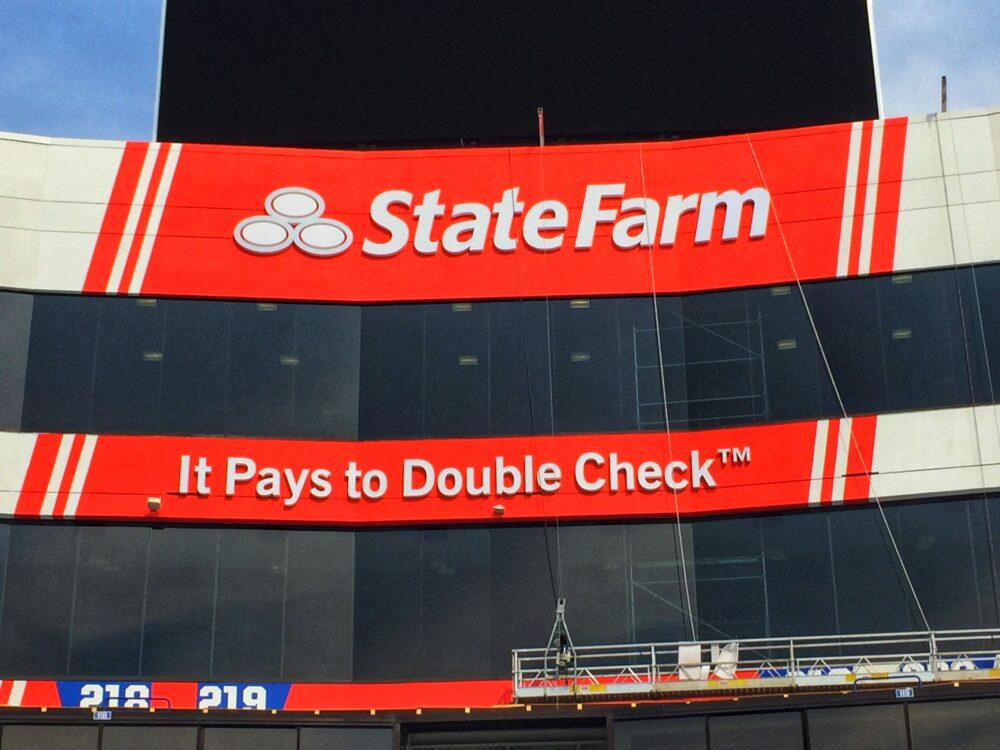 State Farm
It Pays to Double Check™
218 219